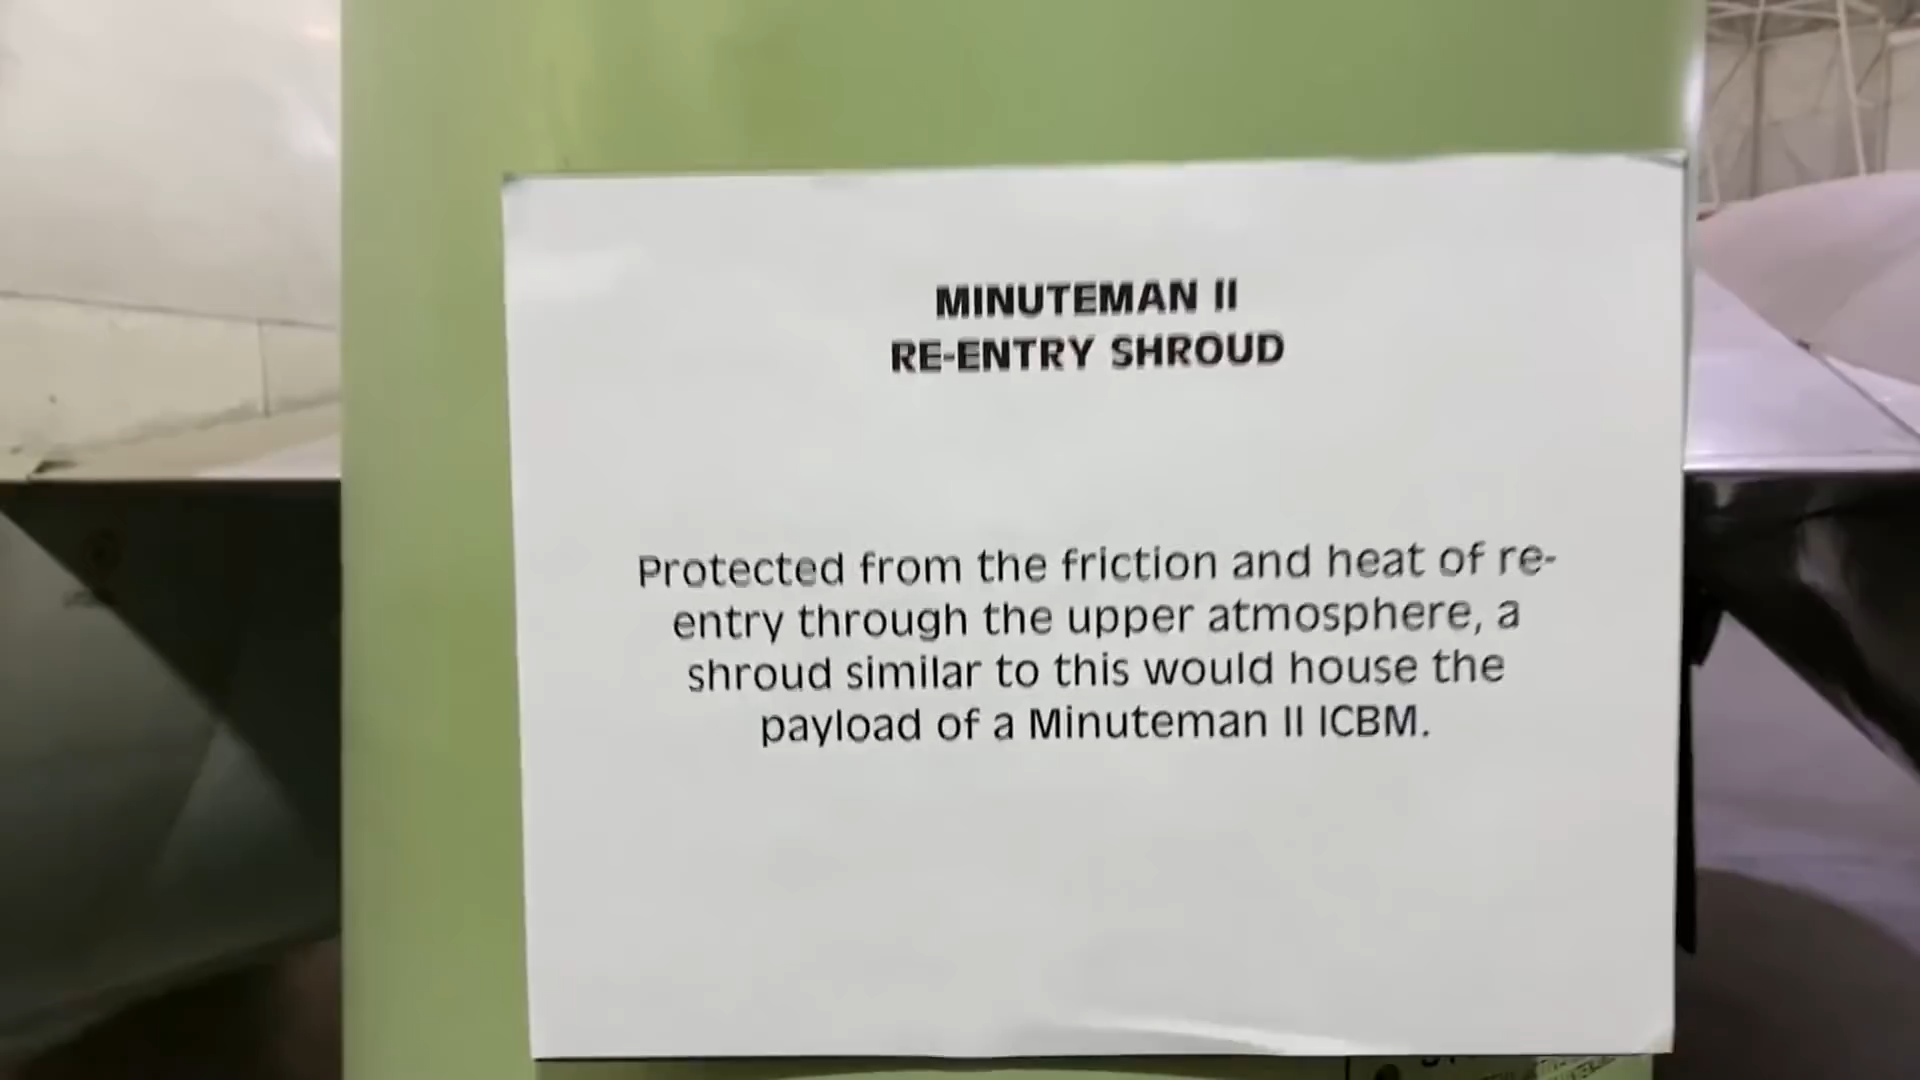 MINUTEMAN II
RE-ENTRY SHROUD
Protected from the friction and heat of re-
entry through the upper atmosphere, a
shroud similar to this would house the
payload of a Minuteman II ICBM.